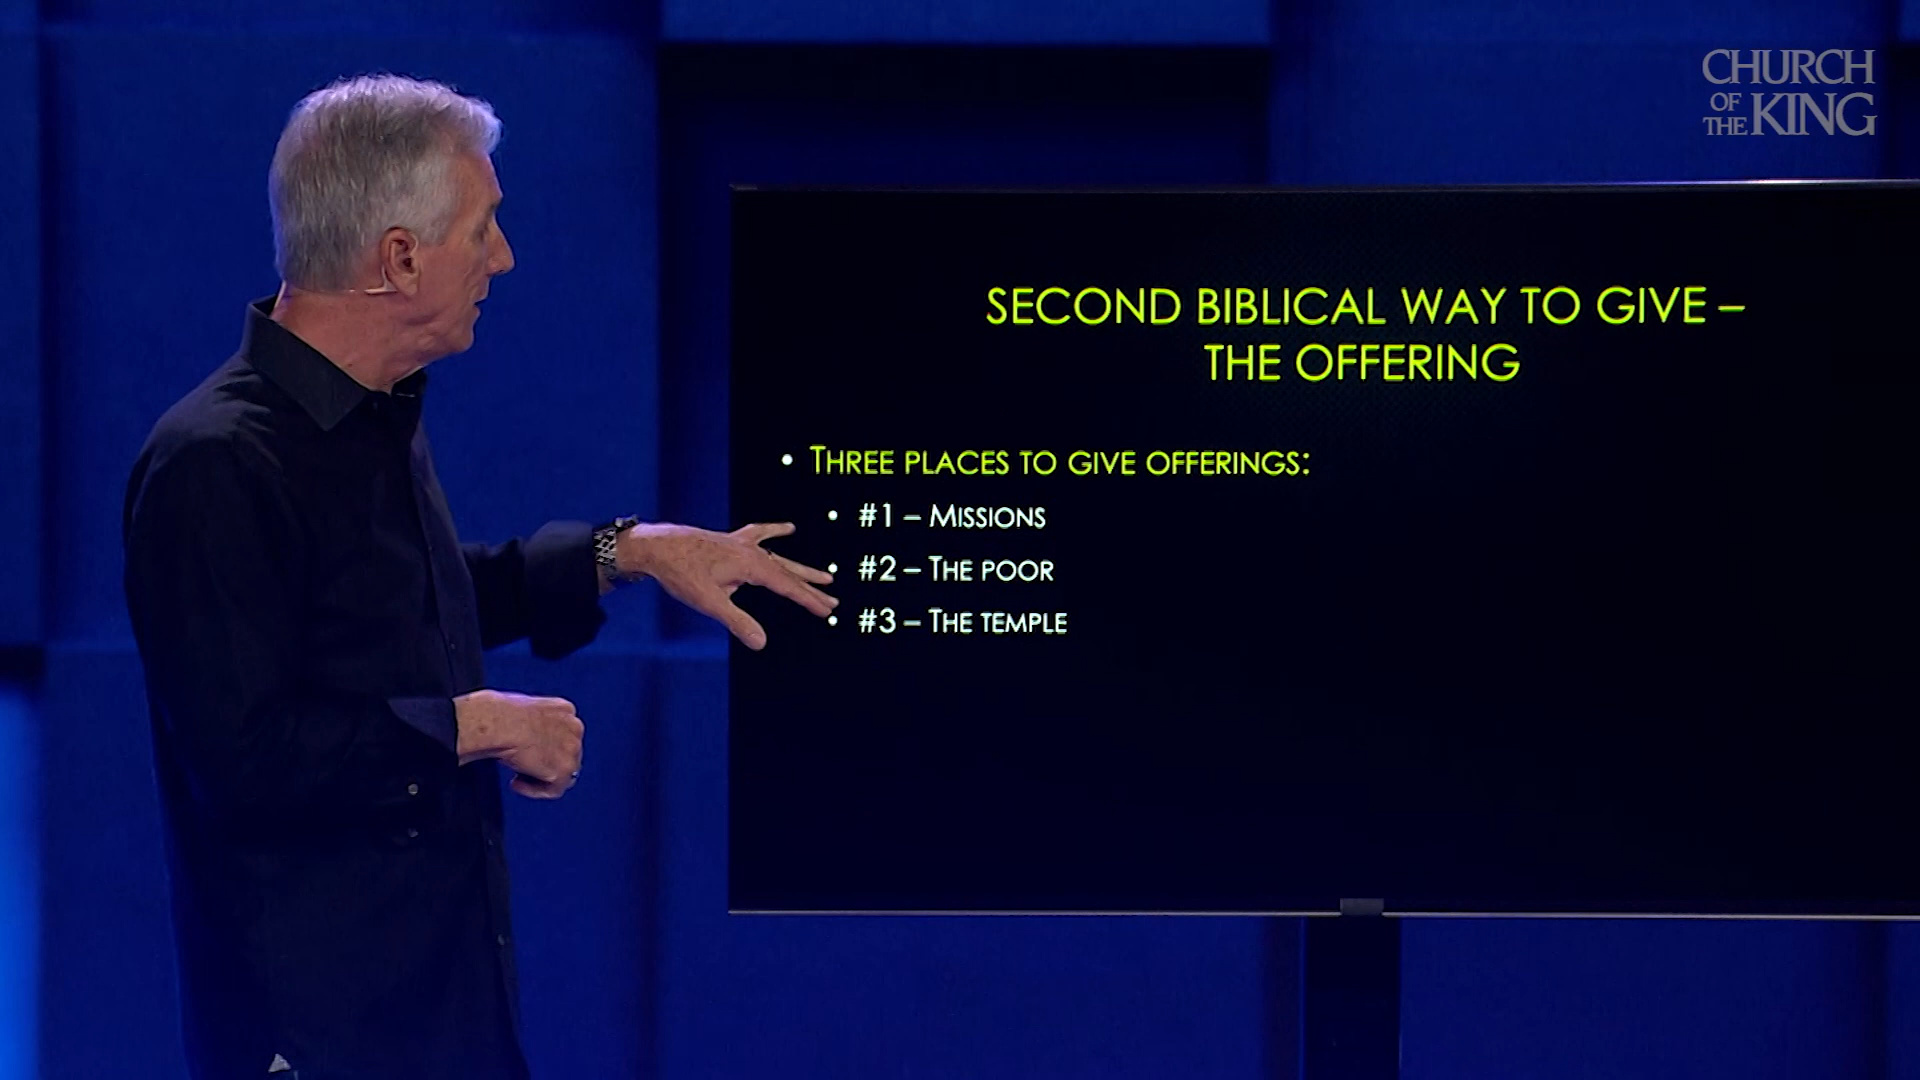 CHURCH
OF
THE KING
SECOND BIBLICAL WAY TO GIVE –
THE OFFERING
• THREE PLACES TO GIVE OFFERINGS:
• #1 – MISSIONS
• #2 – THE POOR
• #3 – THE TEMPLE